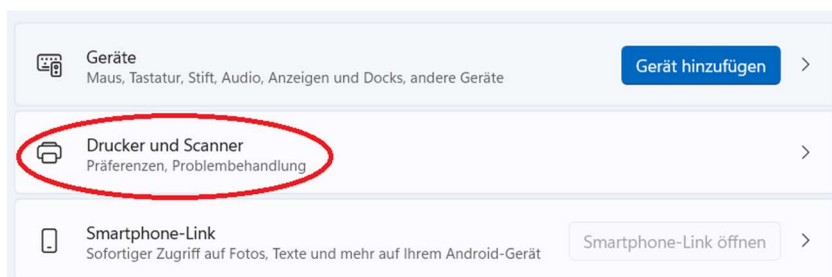 Geräte
Maus, Tastatur, Stift, Audio, Anzeigen und Docks, andere Geräte
Gerät hinzufügen
Drucker und Scanner
Präferenzen, Problembehandlung
Smartphone-Link
Sofortiger Zugriff auf Fotos, Texte und mehr auf Ihrem Android-Gerät
Smartphone-Link öffnen